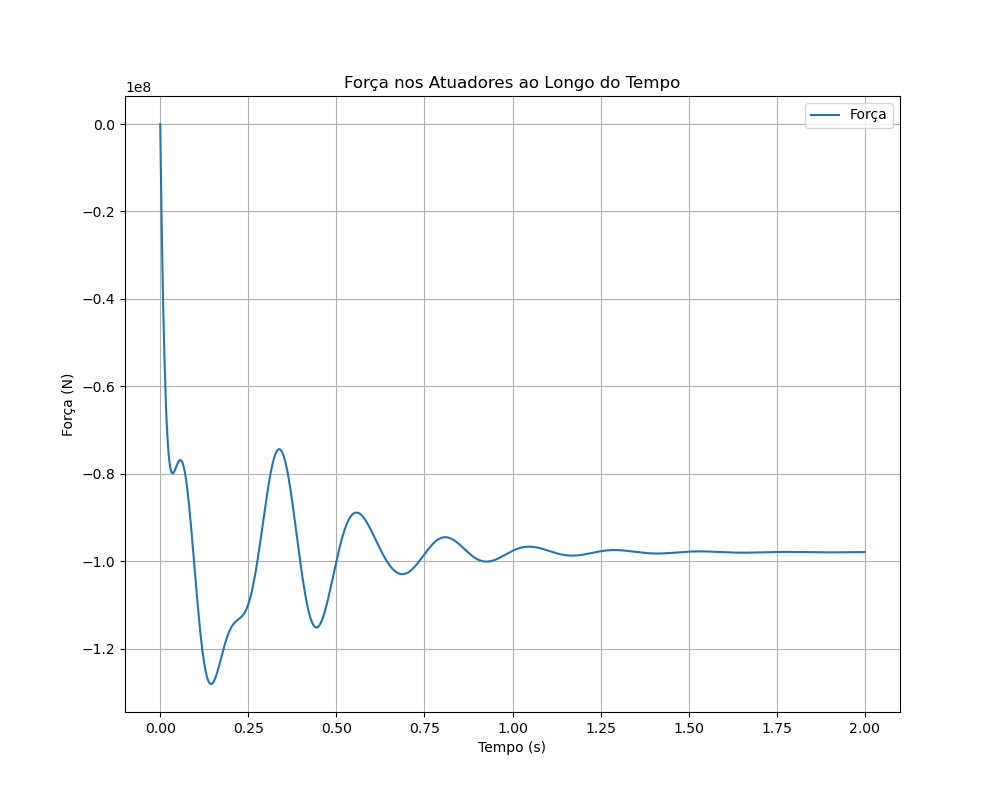 Força nos Atuadores ao Longo do Tempo
1e8
Força
0.0
−0.2
−0.4
−0.6
−0.8
−1.0
−1.2
Força (N)
0.00 0.25 0.50 0.75 1.00 1.25 1.50 1.75 2.00
Tempo (s)